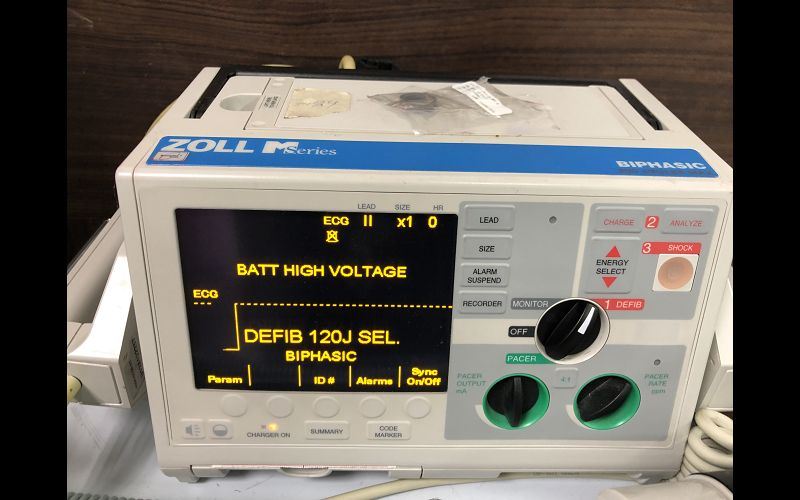 ZOLL M Series
BIPHASIC
LEAD SIZE HR
ECG II x1 0
BATT HIGH VOLTAGE
ECG
DEFIB 120J SEL.
BIPHASIC
Param ID # Alarms Sync On/Off
LEAD
SIZE
ALARM
SUSPEND
RECORDER
CHARGE 2 ANALYZE
3 SHOCK
ENERGY
SELECT
MONITOR
1 DEFIB
OFF
PACER
PACER
OUTPUT
mA
4:1
PACER
RATE
ppm
CHARGER ON
SUMMARY
CODE
MARKER